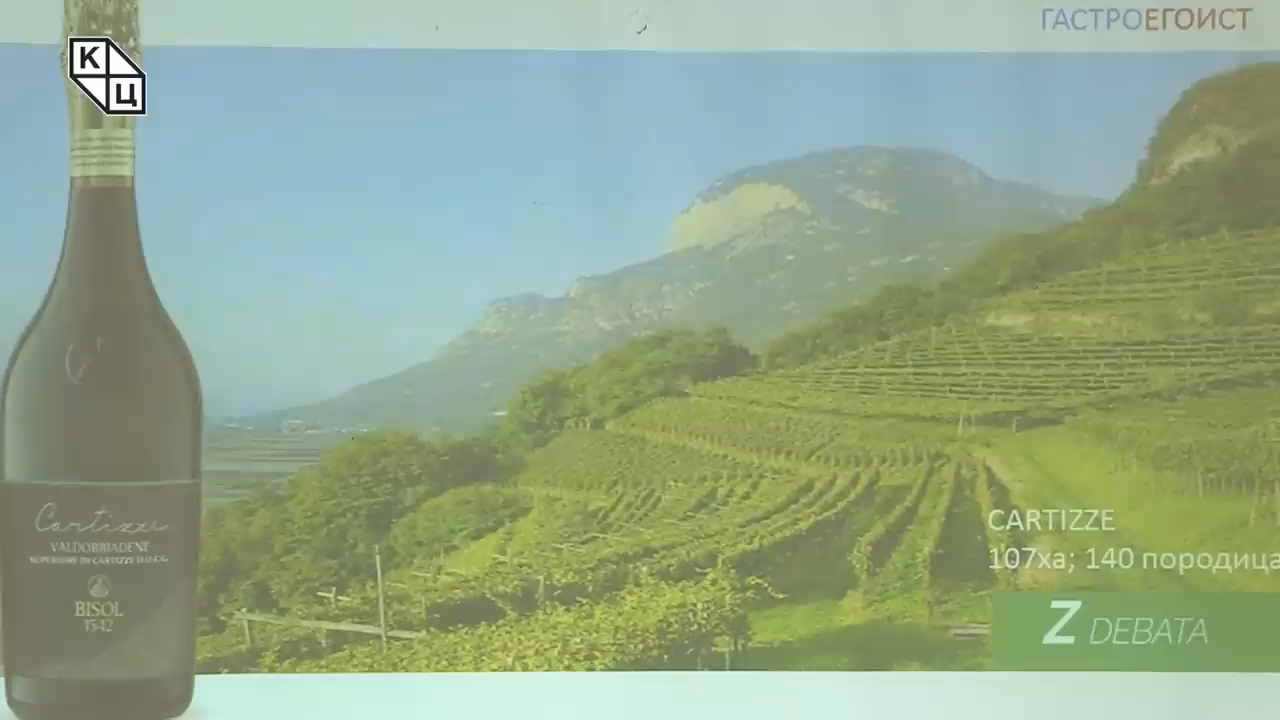 ГАСТРОЕГОИСТ
К
Ц
Cartizze
VALDOBBIADENE
SUPERIORE DI CARTIZZE D.O.C.G.
BISOL
1542
CARTIZZE
107ха; 140 породица
Z DEBATA